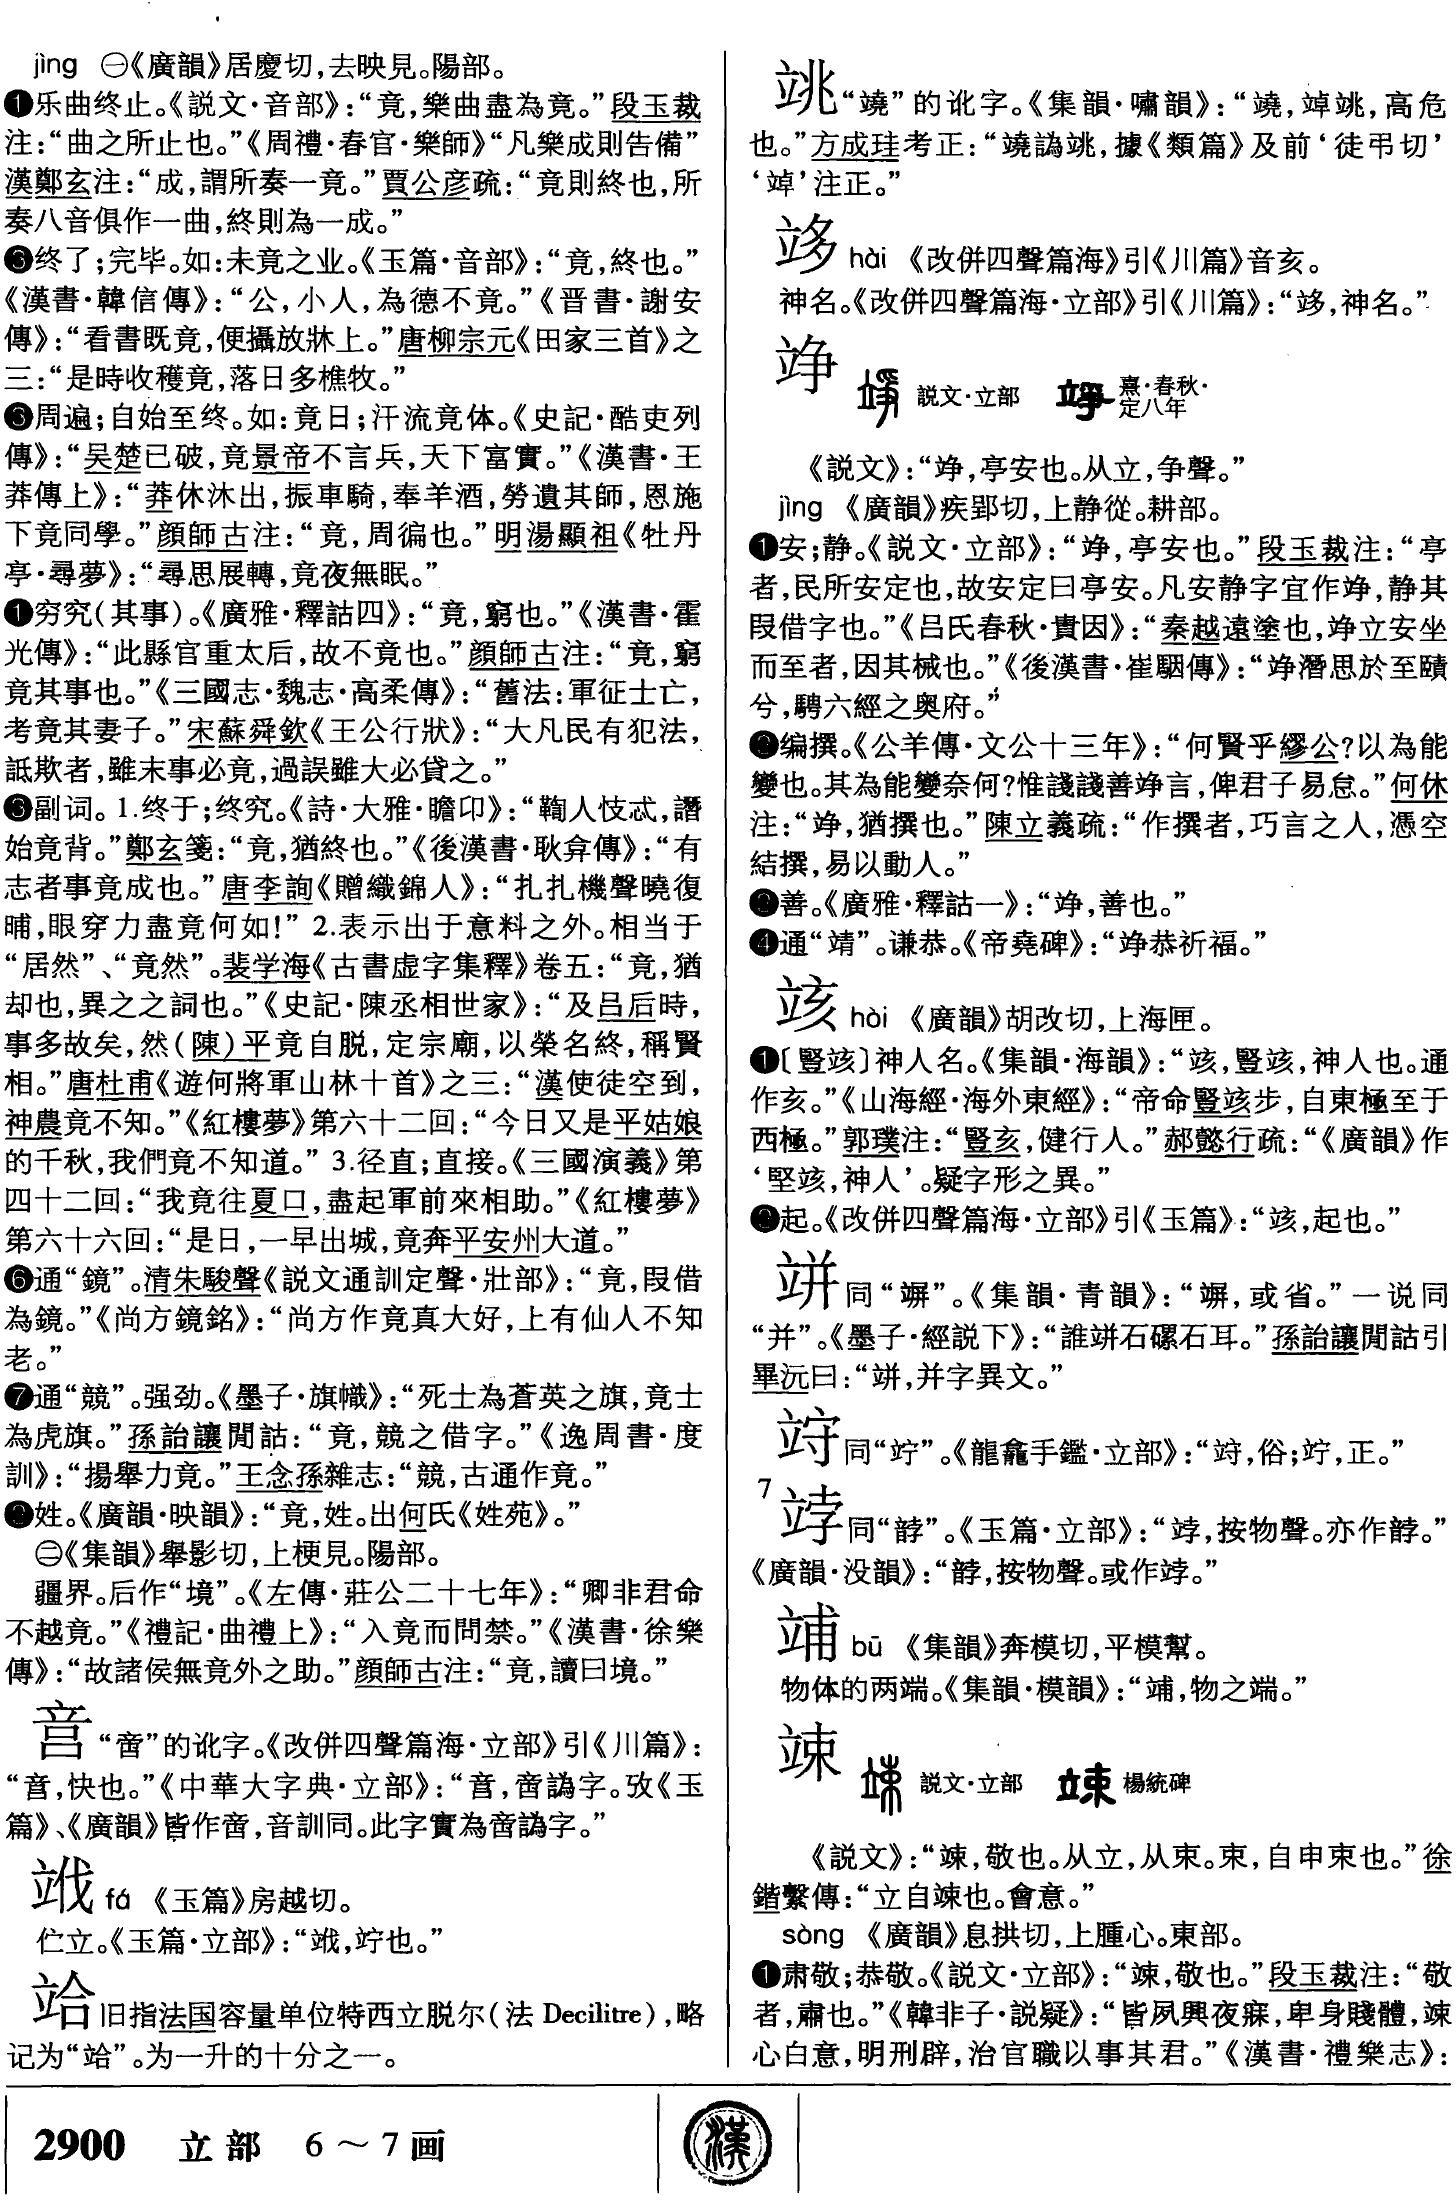 jìng ㊀《廣韻》居慶切,去映見。陽部。
❶乐曲终止。《説文·音部》:“竟,樂曲盡為竟。”段玉裁
注:“曲之所止也。”《周禮·春官·樂師》“凡樂成則告備”
漢鄭玄注:“成,謂所奏一竟。”賈公彦疏:“竟則終也,所
奏八音俱作一曲,終則為一成。”
❸终了;完毕。如:未竟之业。《玉篇·音部》:“竟,終也。”
《漢書·韓信傳》:“公,小人,為德不竟。”《晋書·謝安
傳》:“看書既竟,便攝放牀上。”唐柳宗元《田家三首》之
三:“是時收穫竟,落日多樵牧。”
❸周遍;自始至终。如:竟日;汗流竟体。《史記·酷吏列
傳》:“吴楚已破,竟景帝不言兵,天下富實。”《漢書·王
莽傳上》:“莽休沐出,振車騎,奉羊酒,勞遺其師,恩施
下竟同學。”顔師古注:“竟,周徧也。”明湯顯祖《牡丹
亭·尋夢》:“尋思展轉,竟夜無眠。”
❶穷究(其事)。《廣雅·釋詁四》:“竟,窮也。”《漢書·霍
光傳》:“此縣官重太后,故不竟也。”顔師古注:“竟,窮
竟其事也。”《三國志·魏志·高柔傳》:“舊法:軍征士亡,
考竟其妻子。”宋蘇舜欽《王公行狀》:“大凡民有犯法,
詆欺者,雖末事必竟,過誤雖大必貸之。”
❸副词。1.终于;终究。《詩·大雅·瞻卬》:“鞫人忮忒,譖
始竟背。”鄭玄箋:“竟,猶終也。”《後漢書·耿弇傳》:“有
志者事竟成也。”唐李詢《贈織錦人》:“扎扎機聲曉復
晡,眼穿力盡竟何如!” 2.表示出于意料之外。相当于
“居然”、“竟然”。裴学海《古書虚字集釋》卷五:“竟,猶
却也,異之之詞也。”《史記·陳丞相世家》:“及吕后時,
事多故矣,然(陳)平竟自脱,定宗廟,以榮名終,稱賢
相。”唐杜甫《遊何將軍山林十首》之三:“漢使徒空到,
神農竟不知。”《紅樓夢》第六十二回:“今日又是平姑娘
的千秋,我們竟不知道。” 3.径直;直接。《三國演義》第
四十二回:“我竟往夏口,盡起軍前來相助。”《紅樓夢》
第六十六回:“是日,一早出城,竟奔平安州大道。”
❻通“鏡”。清朱駿聲《説文通訓定聲·壯部》:“竟,叚借
為鏡。”《尚方鏡銘》:“尚方作竟真大好,上有仙人不知
老。”
❼通“競”。强劲。《墨子·旗幟》:“死士為蒼英之旗,竟士
為虎旗。”孫詒讓閒詁:“竟,競之借字。”《逸周書·度
訓》:“揚舉力竟。”王念孫雜志:“競,古通作竟。”
❷姓。《廣韻·映韻》:“竟,姓。出何氏《姓苑》。”
㊁《集韻》舉影切,上梗見。陽部。
疆界。后作“境”。《左傳·莊公二十七年》:“卿非君命
不越竟。”《禮記·曲禮上》:“入竟而問禁。”《漢書·徐樂
傳》:“故諸侯無竟外之助。”顔師古注:“竟,讀曰境。”
“啻”的讹字。《改併四聲篇海·立部》引《川篇》:
快也。”《中華大字典·立部》:
篇》、《廣韻》皆作 音訓同。此字實為 譌字。”
fá 《玉篇》房越切。
伫立。《玉篇·立部》:
竕 旧指法国容量单位特西立脱尔(法 Decilitre),略
为一升的十分之一。
2900 立部 6～7画
漢
䂪 “䇌”的讹字。《集韻·嘯韻》: 高危
也。”方成珪考正: 據《類篇》及前‘徒弔切’
注正。”
hài 《改併四聲篇海》引《川篇》音亥。
神名。《改併四聲篇海·立部》引《川篇》: 神名。”
竫 説文·立部 熹·春秋·定八年
《説文》:“竫,亭安也。从立,争聲。”
jìng 《廣韻》疾郢切,上静從。耕部。
❶安;静。《説文·立部》:“竫,亭安也。”段玉裁注:“亭
者,民所安定也,故安定曰亭安。凡安静字宜作竫,静其
叚借字也。”《吕氏春秋·貴因》:“秦越遠塗也,竫立安坐
而至者,因其械也。”《後漢書·崔駰傳》:“竫潛思於至賾
兮,騁六經之奥府。”
❷编撰。《公羊傳·文公十三年》:“何賢乎繆公?以為能
變也。其為能變奈何?惟諓諓善竫言,俾君子易怠。”何休
注:“竫,猶撰也。”陳立義疏:“作撰者,巧言之人,憑空
結撰,易以動人。”
❷善。《廣雅·釋詁一》:“竫,善也。”
❹通“靖”。谦恭。《帝堯碑》:“竫恭祈福。”
䇋 hài 《廣韻》胡改切,上海匣。
❶〔豎䇋〕神人名。《集韻·海韻》:“䇋,豎䇋,神人也。通
作亥。”《山海經·海外東經》:“帝命豎䇋步,自東極至于
西極。”郭璞注:“豎亥,健行人。”郝懿行疏:“《廣韻》作
‘堅䇋,神人’。疑字形之異。”
❷起。《改併四聲篇海·立部》引《玉篇》:“䇋,起也。”
竮 同“竮”。《集韻·青韻》: 或省。”一说同
“并”。《墨子·經説下》:“誰竮石磥石耳。”孫詒讓閒詁引
畢沅曰: 并字異文。”
同“竚”。《龍龕手鑑·立部》: 俗;竚,正。”
7
䇏 同“䴺”。《玉篇·立部》: 按物聲。
《廣韻·没韻》: 按物聲。
bū 《集韻》奔模切,平模幫。
物体的两端。《集韻·模韻》: 物之端。”
竦 説文·立部 楊統碑
《説文》:“竦,敬也。从立,从束。束,自申束也。”徐
鍇繫傳:“立自竦也。會意。”
sǒng 《廣韻》息拱切,上腫心。東部。
❶肃敬;恭敬。《説文·立部》:“竦,敬也。”段玉裁注:“敬
者,肅也。”《韓非子·説疑》:“皆夙興夜寐,卑身賤體,竦
心白意,明刑辟,治官職以事其君。”《漢書·禮樂志》: